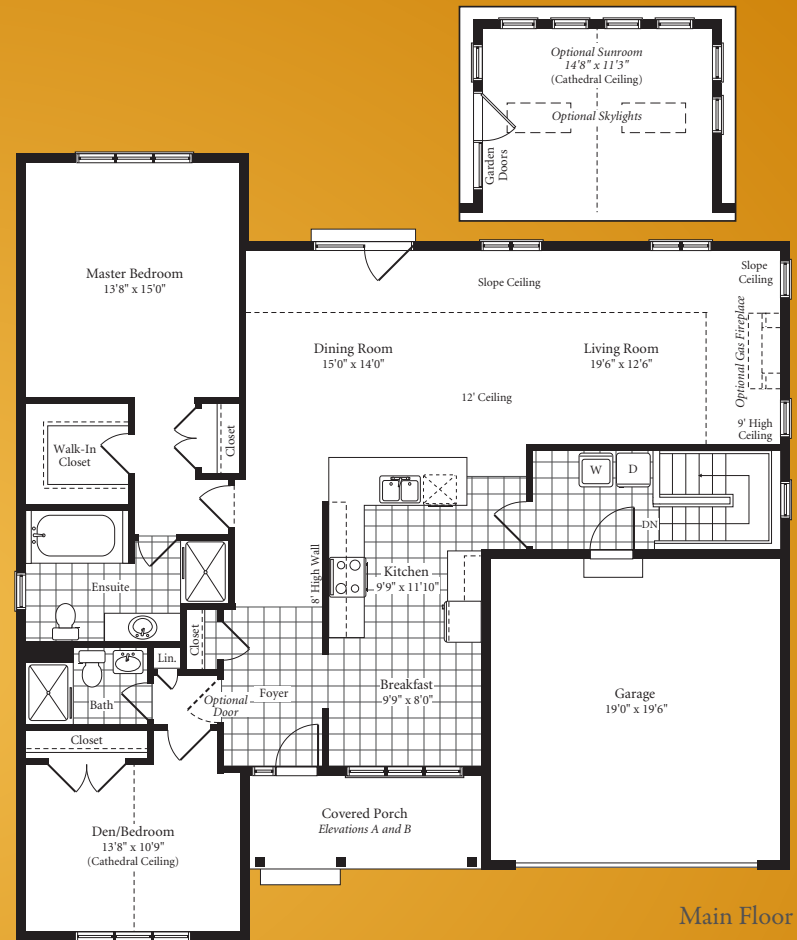 Optional Sunroom
14'8" x 11'3"
(Cathedral Ceiling)
Optional Skylights
Garden
Doors
Master Bedroom
13'8" x 15'0"
Slope Ceiling
Slope
Ceiling
Dining Room
15'0" x 14'0"
Living Room
19'6" x 12'6"
Optional Gas Fireplace
12' Ceiling
9' High
Ceiling
Walk-In
Closet
Closet
W
D
DN
8' High Wall
Kitchen
9'9" x 11'10"
Ensuite
Closet
Lin.
Bath
Optional
Door
Foyer
Breakfast
9'9" x 8'0"
Garage
19'0" x 19'6"
Closet
Den/Bedroom
13'8" x 10'9"
(Cathedral Ceiling)
Covered Porch
Elevations A and B
Main Floor